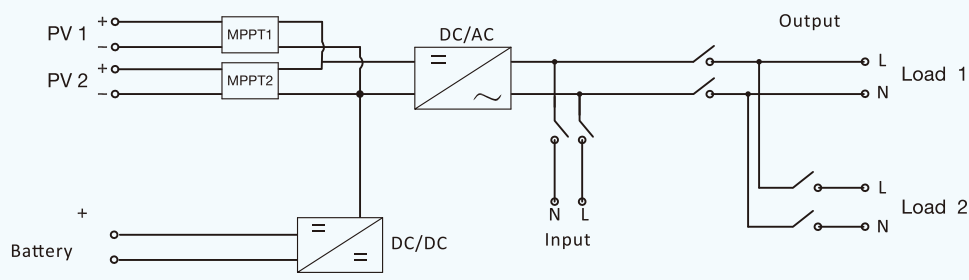 Output
PV 1
+
−
MPPT1
DC/AC
L
Load 1
N
PV 2
+
−
MPPT2
N L
Input
L
Load 2
N
+
Battery
DC/DC